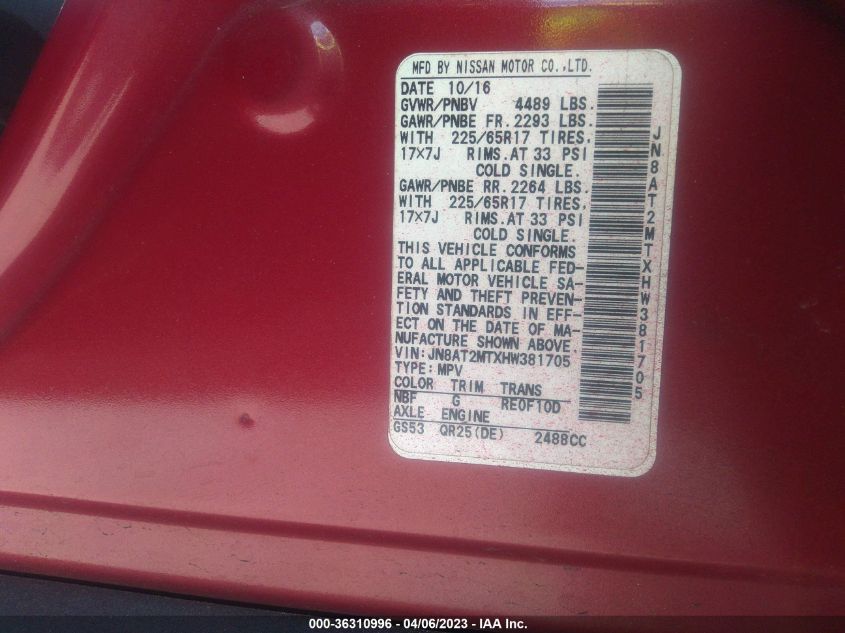 MFD BY NISSAN MOTOR CO.,LTD.
DATE 10/16
GVWR/PNBV 4489 LBS.
GAWR/PNBE FR. 2293 LBS.
WITH 225/65R17 TIRES,
17×7J RIMS. AT 33 PSI
COLD SINGLE.
GAWR/PNBE RR. 2264 LBS.
WITH 225/65R17 TIRES,
17×7J RIMS. AT 33 PSI
COLD SINGLE.
THIS VEHICLE CONFORMS
TO ALL APPLICABLE FED-
ERAL MOTOR VEHICLE SA-
FETY AND THEFT PREVEN-
TION STANDARDS IN EFF-
ECT ON THE DATE OF MA-
NUFACTURE SHOWN ABOVE.
VIN:JN8AT2MTXHW381705
TYPE:MPV
COLOR TRIM TRANS
NBF G RE0F10D
AXLE ENGINE
GS53 QR25(DE) 2488CC
JN8AT2MTXHW381705
000-36310996 - 04/06/2023 - IAA Inc.